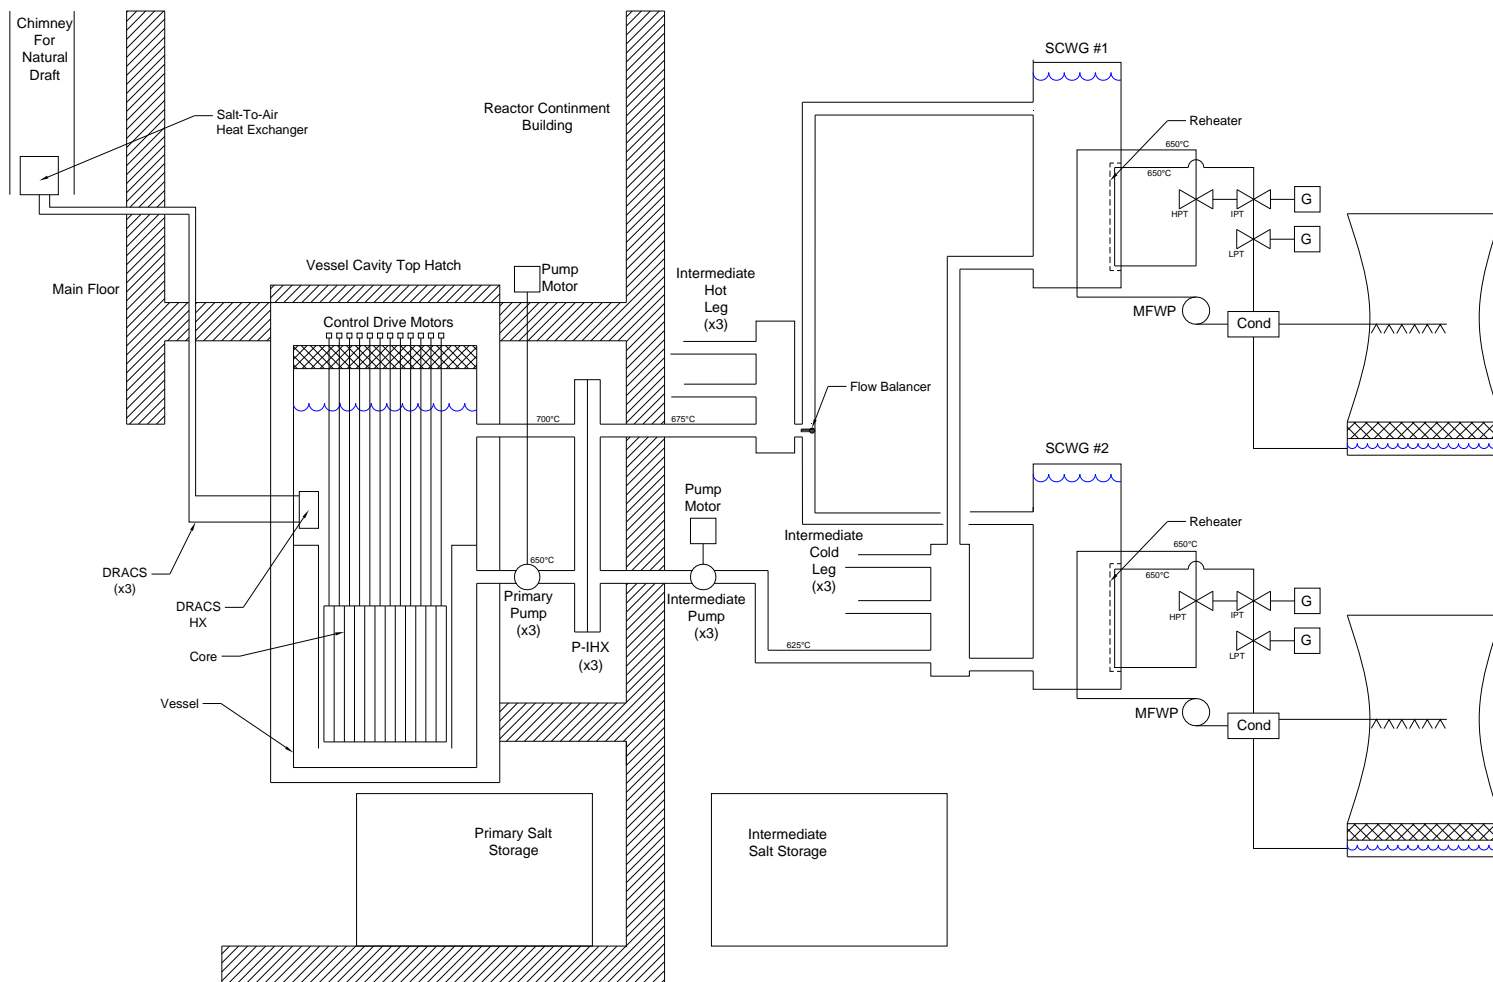 Chimney
For
Natural
Draft
Salt-To-Air
Heat Exchanger
Reactor Continment
Building
Main Floor
Vessel Cavity Top Hatch
Control Drive Motors
Pump
Motor
Intermediate
Hot
Leg
(x3)
700°C
675°C
Flow Balancer
SCWG #1
Reheater
650°C
650°C
HPT
IPT
G
LPT
G
MFWP
Cond
DRACS
(x3)
DRACS
HX
Core
Vessel
650°C
Primary
Pump
(x3)
P-IHX
(x3)
Pump
Motor
Intermediate
Pump
(x3)
Intermediate
Cold
Leg
(x3)
625°C
SCWG #2
Reheater
650°C
650°C
HPT
IPT
G
LPT
G
MFWP
Cond
Primary Salt
Storage
Intermediate
Salt Storage